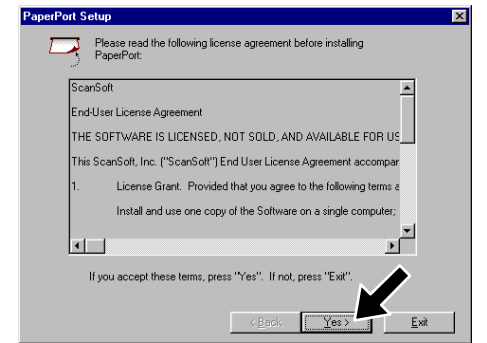 PaperPort Setup
Please read the following license agreement before installing
PaperPort:
ScanSoft
End-User License Agreement
THE SOFTWARE IS LICENSED, NOT SOLD, AND AVAILABLE FOR US
This ScanSoft, Inc. ("ScanSoft") End User License Agreement accompar
1. License Grant. Provided that you agree to the following terms a
Install and use one copy of the Software on a single computer;
If you accept these terms, press "Yes". If not, press "Exit".
< Back Yes > Exit